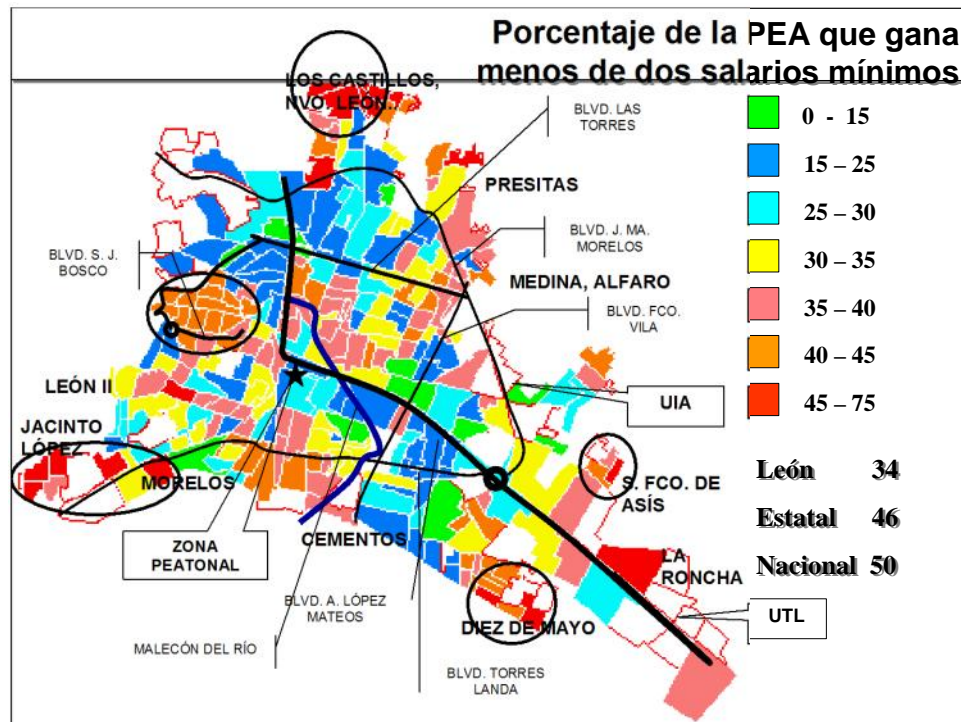 Porcentaje de la PEA que gana
menos de dos salarios mínimos
LOS CASTILLOS,
NVO. LEÓN..
BLVD. LAS
TORRES
PRESITAS
BLVD. S. J.
BOSCO
BLVD. J. MA.
MORELOS
MEDINA, ALFARO
BLVD. FCO.
VILA
LEÓN II
UIA
JACINTO
LÓPEZ
MORELOS
S. FCO. DE
ASÍS
CEMENTOS
ZONA
PEATONAL
LA
RONCHA
BLVD. A. LÓPEZ
MATEOS
DIEZ DE MAYO
UTL
MALECÓN DEL RÍO
BLVD. TORRES
LANDA
0 - 15
15 – 25
25 – 30
30 – 35
35 – 40
40 – 45
45 – 75
León 34
Estatal 46
Nacional 50